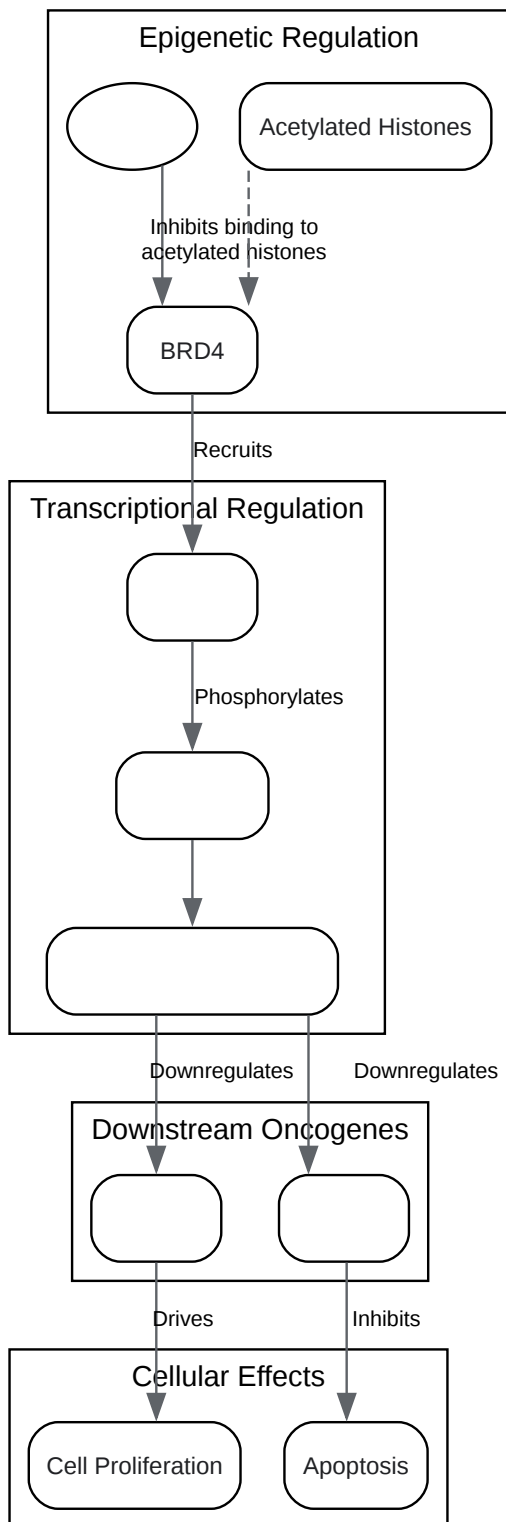 Epigenetic Regulation
Acetylated Histones
Inhibits binding to
acetylated histones
BRD4
Recruits
Transcriptional Regulation
Phosphorylates
Downregulates
Downregulates
Downstream Oncogenes
Drives
Inhibits
Cellular Effects
Cell Proliferation
Apoptosis